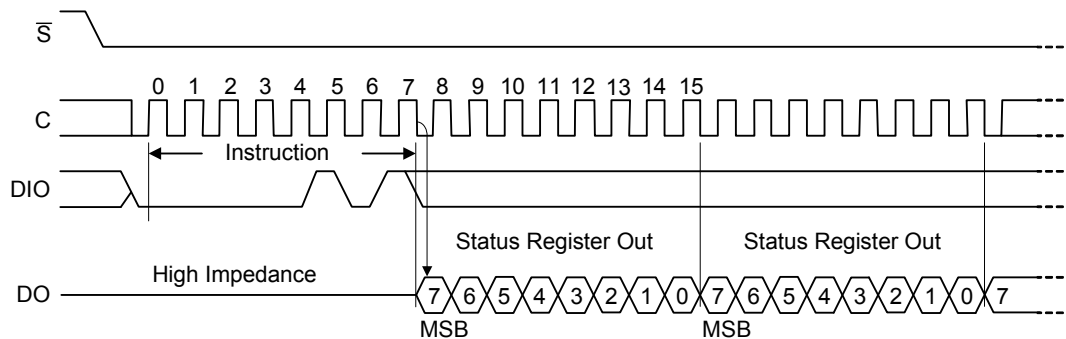 S
0 1 2 3 4 5 6 7 8 9 10 11 12 13 14 15
C
Instruction
DIO
Status Register Out Status Register Out
High Impedance
DO 7 6 5 4 3 2 1 0 7 6 5 4 3 2 1 0 7
MSB MSB